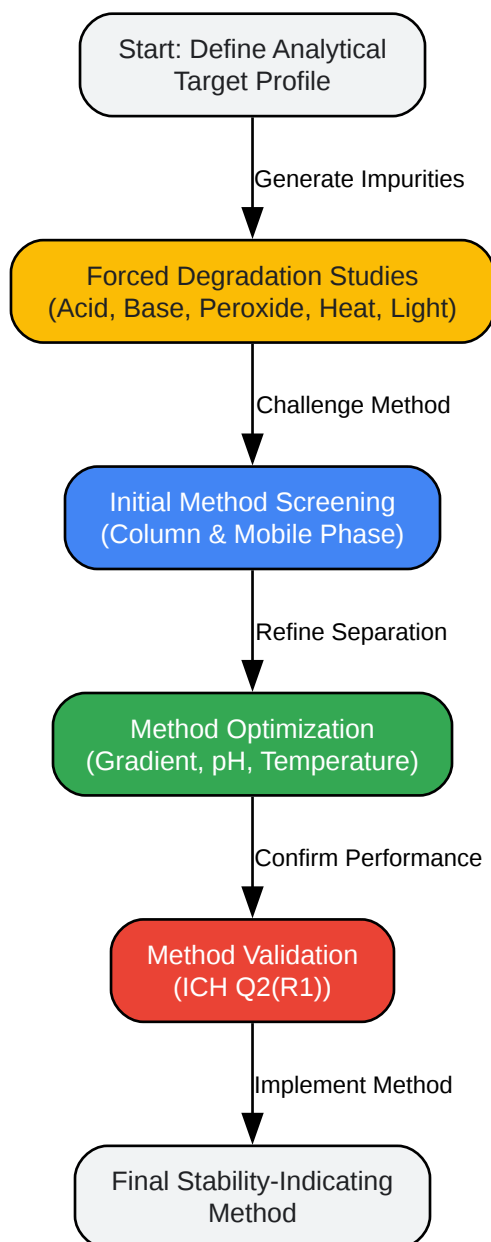 Start: Define Analytical
Target Profile
Generate Impurities
Forced Degradation Studies
(Acid, Base, Peroxide, Heat, Light)
Challenge Method
Initial Method Screening
(Column & Mobile Phase)
Refine Separation
Method Optimization
(Gradient, pH, Temperature)
Confirm Performance
Method Validation
(ICH Q2(R1))
Implement Method
Final Stability-Indicating
Method